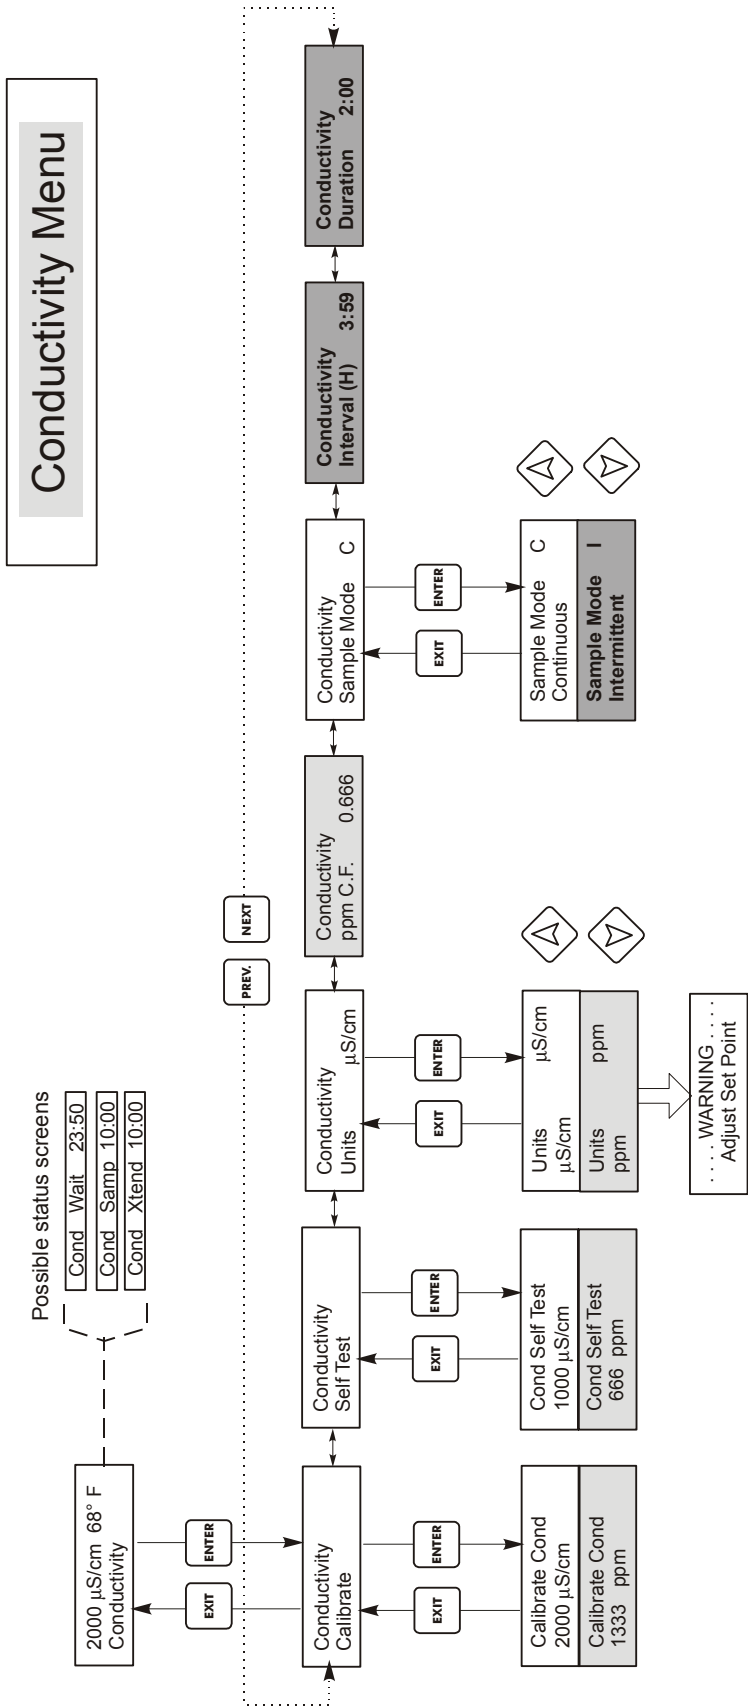 Conductivity Menu
Possible status screens
Cond Wait 23:50
Cond Samp 10:00
Cond Xtend 10:00
2000 µS/cm 68° F
Conductivity
EXIT
ENTER
PREV.
NEXT
Conductivity
Calibrate
Conductivity
Self Test
Conductivity
Units µS/cm
Conductivity
ppm C.F. 0.666
Conductivity
Sample Mode C
Conductivity
Interval (H) 3:59
Conductivity
Duration 2:00
EXIT
ENTER
EXIT
ENTER
EXIT
ENTER
EXIT
ENTER
Calibrate Cond
2000 µS/cm
Calibrate Cond
1333 ppm
Cond Self Test
1000 µS/cm
Cond Self Test
666 ppm
Units µS/cm
µS/cm
Units ppm
ppm
Sample Mode C
Continuous
Sample Mode I
Intermittent
. . . . WARNING . . . .
Adjust Set Point